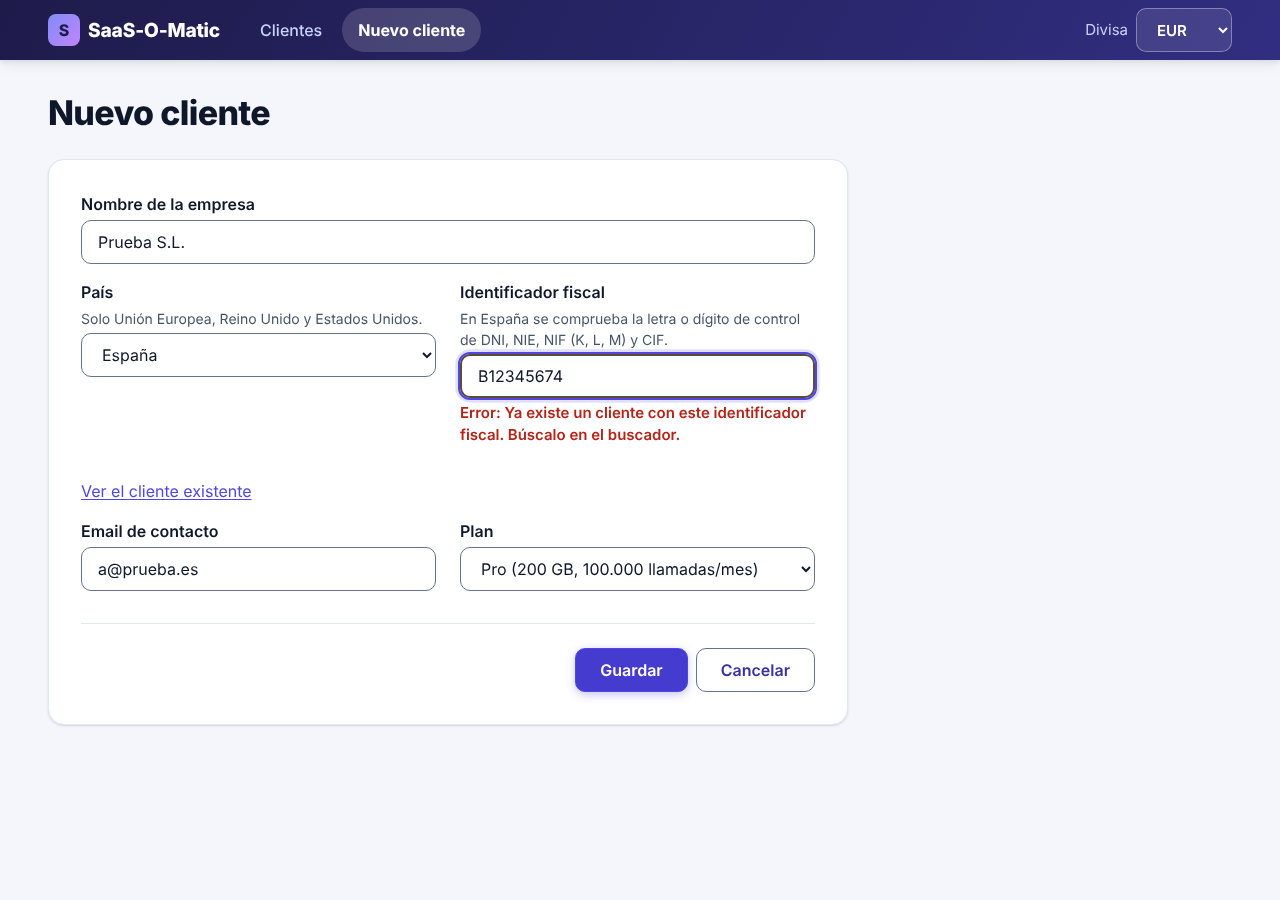 S SaaS-O-Matic Clientes Nuevo cliente Divisa EUR
Nuevo cliente
Nombre de la empresa
Prueba S.L.
País
Solo Unión Europea, Reino Unido y Estados Unidos.
España
Identificador fiscal
En España se comprueba la letra o dígito de control
de DNI, NIE, NIF (K, L, M) y CIF.
B12345674
Error: Ya existe un cliente con este identificador
fiscal. Búscalo en el buscador.
Ver el cliente existente
Email de contacto
a@prueba.es
Plan
Pro (200 GB, 100.000 llamadas/mes)
Guardar Cancelar